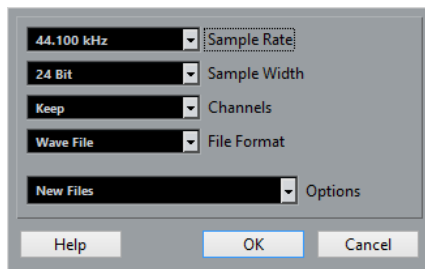 44.100 kHz Sample Rate
24 Bit Sample Width
Keep Channels
Wave File File Format
New Files Options
Help OK Cancel